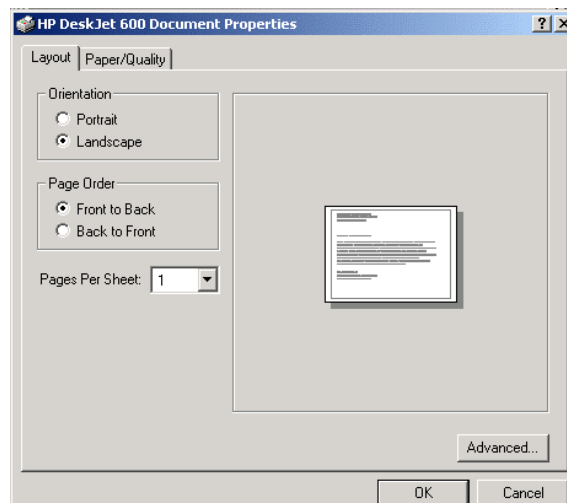 HP DeskJet 600 Document Properties
Layout
Paper/Quality
Orientation
Portrait
Landscape
Page Order
Front to Back
Back to Front
Pages Per Sheet: 1
Advanced...
OK
Cancel